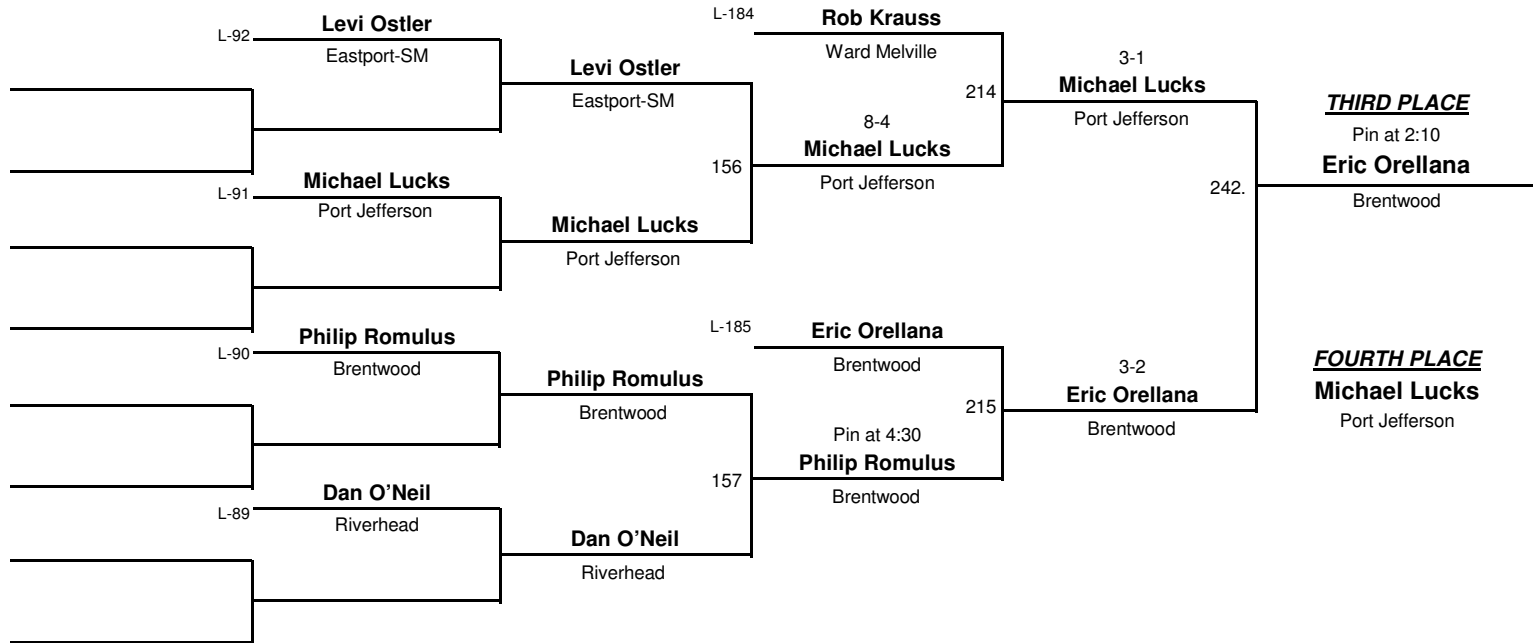 L-92
Levi Ostler
Eastport-SM
Levi Ostler
Eastport-SM
L-91
Michael Lucks
Port Jefferson
Michael Lucks
Port Jefferson
156
L-184
Rob Krauss
Ward Melville
8-4
Michael Lucks
Port Jefferson
214
3-1
Michael Lucks
Port Jefferson
L-90
Philip Romulus
Brentwood
Philip Romulus
Brentwood
L-89
Dan O'Neil
Riverhead
Dan O'Neil
Riverhead
157
L-185
Eric Orellana
Brentwood
Pin at 4:30
Philip Romulus
Brentwood
215
3-2
Eric Orellana
Brentwood
242.
THIRD PLACE
Pin at 2:10
Eric Orellana
Brentwood
FOURTH PLACE
Michael Lucks
Port Jefferson